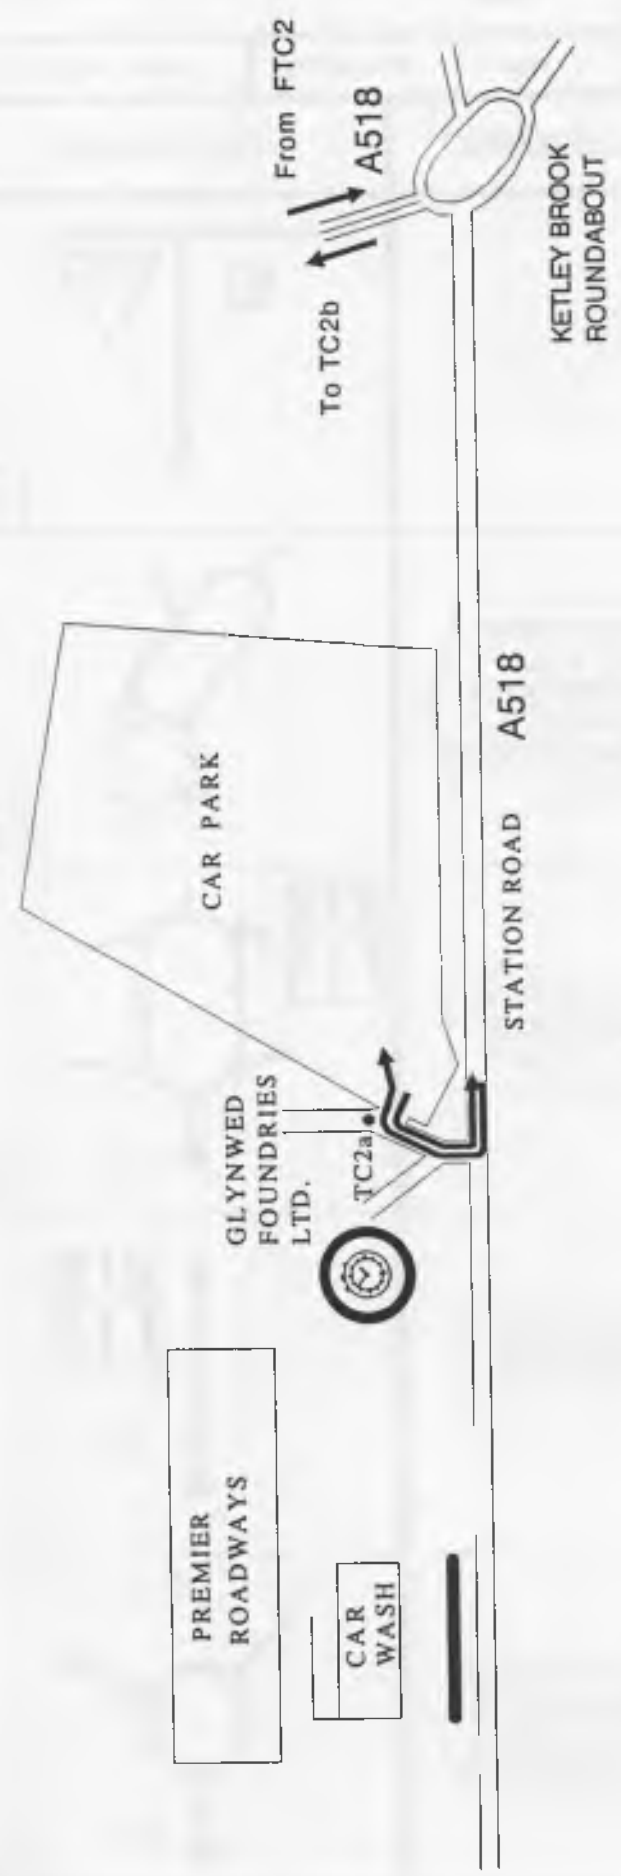 PREMIER
ROADWAYS
CAR
WASH
GLYNWED
FOUNDRIES
LTD.
TC2a
CAR PARK
STATION ROAD
A518
To TC2b
From FTC2
A518
KETLEY BROOK
ROUNDABOUT